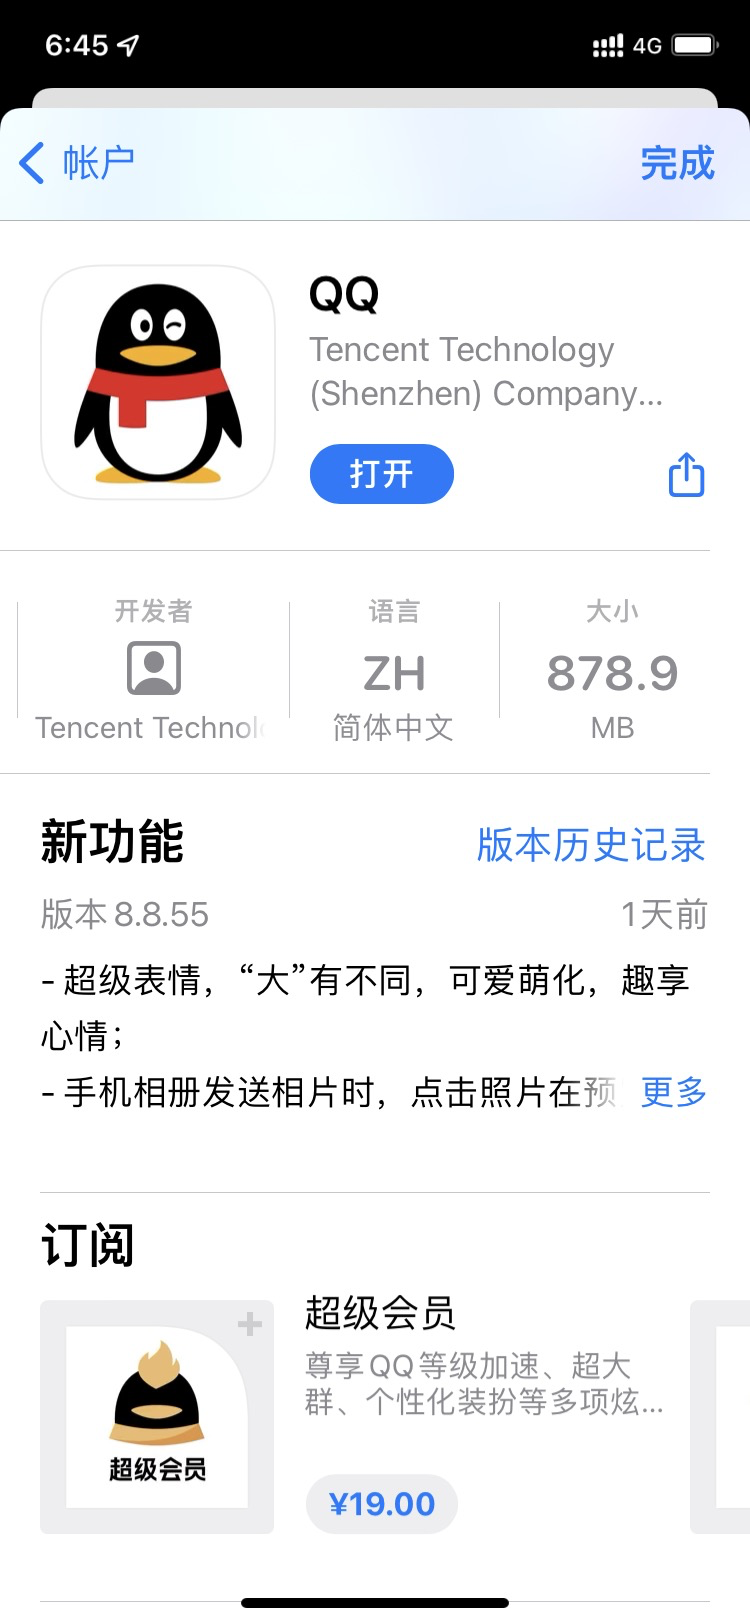 6:45
4G
帐户
完成
QQ
Tencent Technology
(Shenzhen) Company...
打开
开发者
语言
大小
ZH
878.9
Tencent Technol
简体中文
MB
新功能
版本历史记录
版本 8.8.55
1天前
- 超级表情，“大”有不同，可爱萌化，趣享
心情；
- 手机相册发送相片时，点击照片在预
更多
订阅
超级会员
尊享QQ等级加速、超大
群、个性化装扮等多项炫...
超级会员
¥19.00